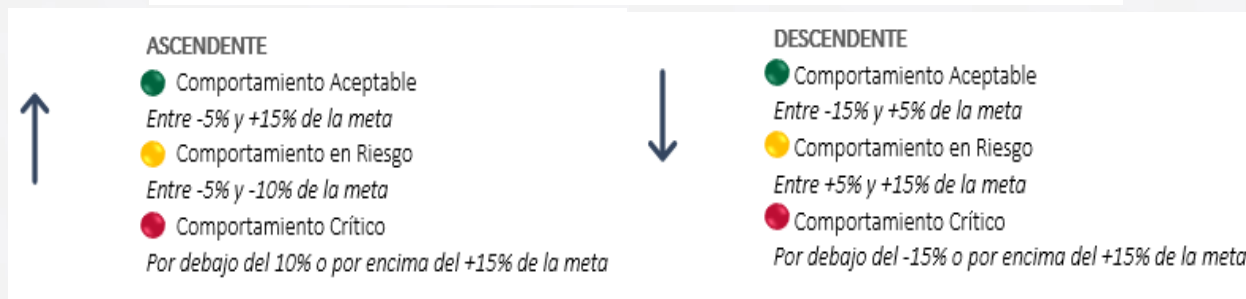 ASCENDENTE
Comportamiento Aceptable
Entre -5% y +15% de la meta
Comportamiento en Riesgo
Entre -5% y -10% de la meta
Comportamiento Crítico
Por debajo del 10% o por encima del +15% de la meta
DESCENDENTE
Comportamiento Aceptable
Entre -15% y +5% de la meta
Comportamiento en Riesgo
Entre +5% y +15% de la meta
Comportamiento Crítico
Por debajo del -15% o por encima del +15% de la meta